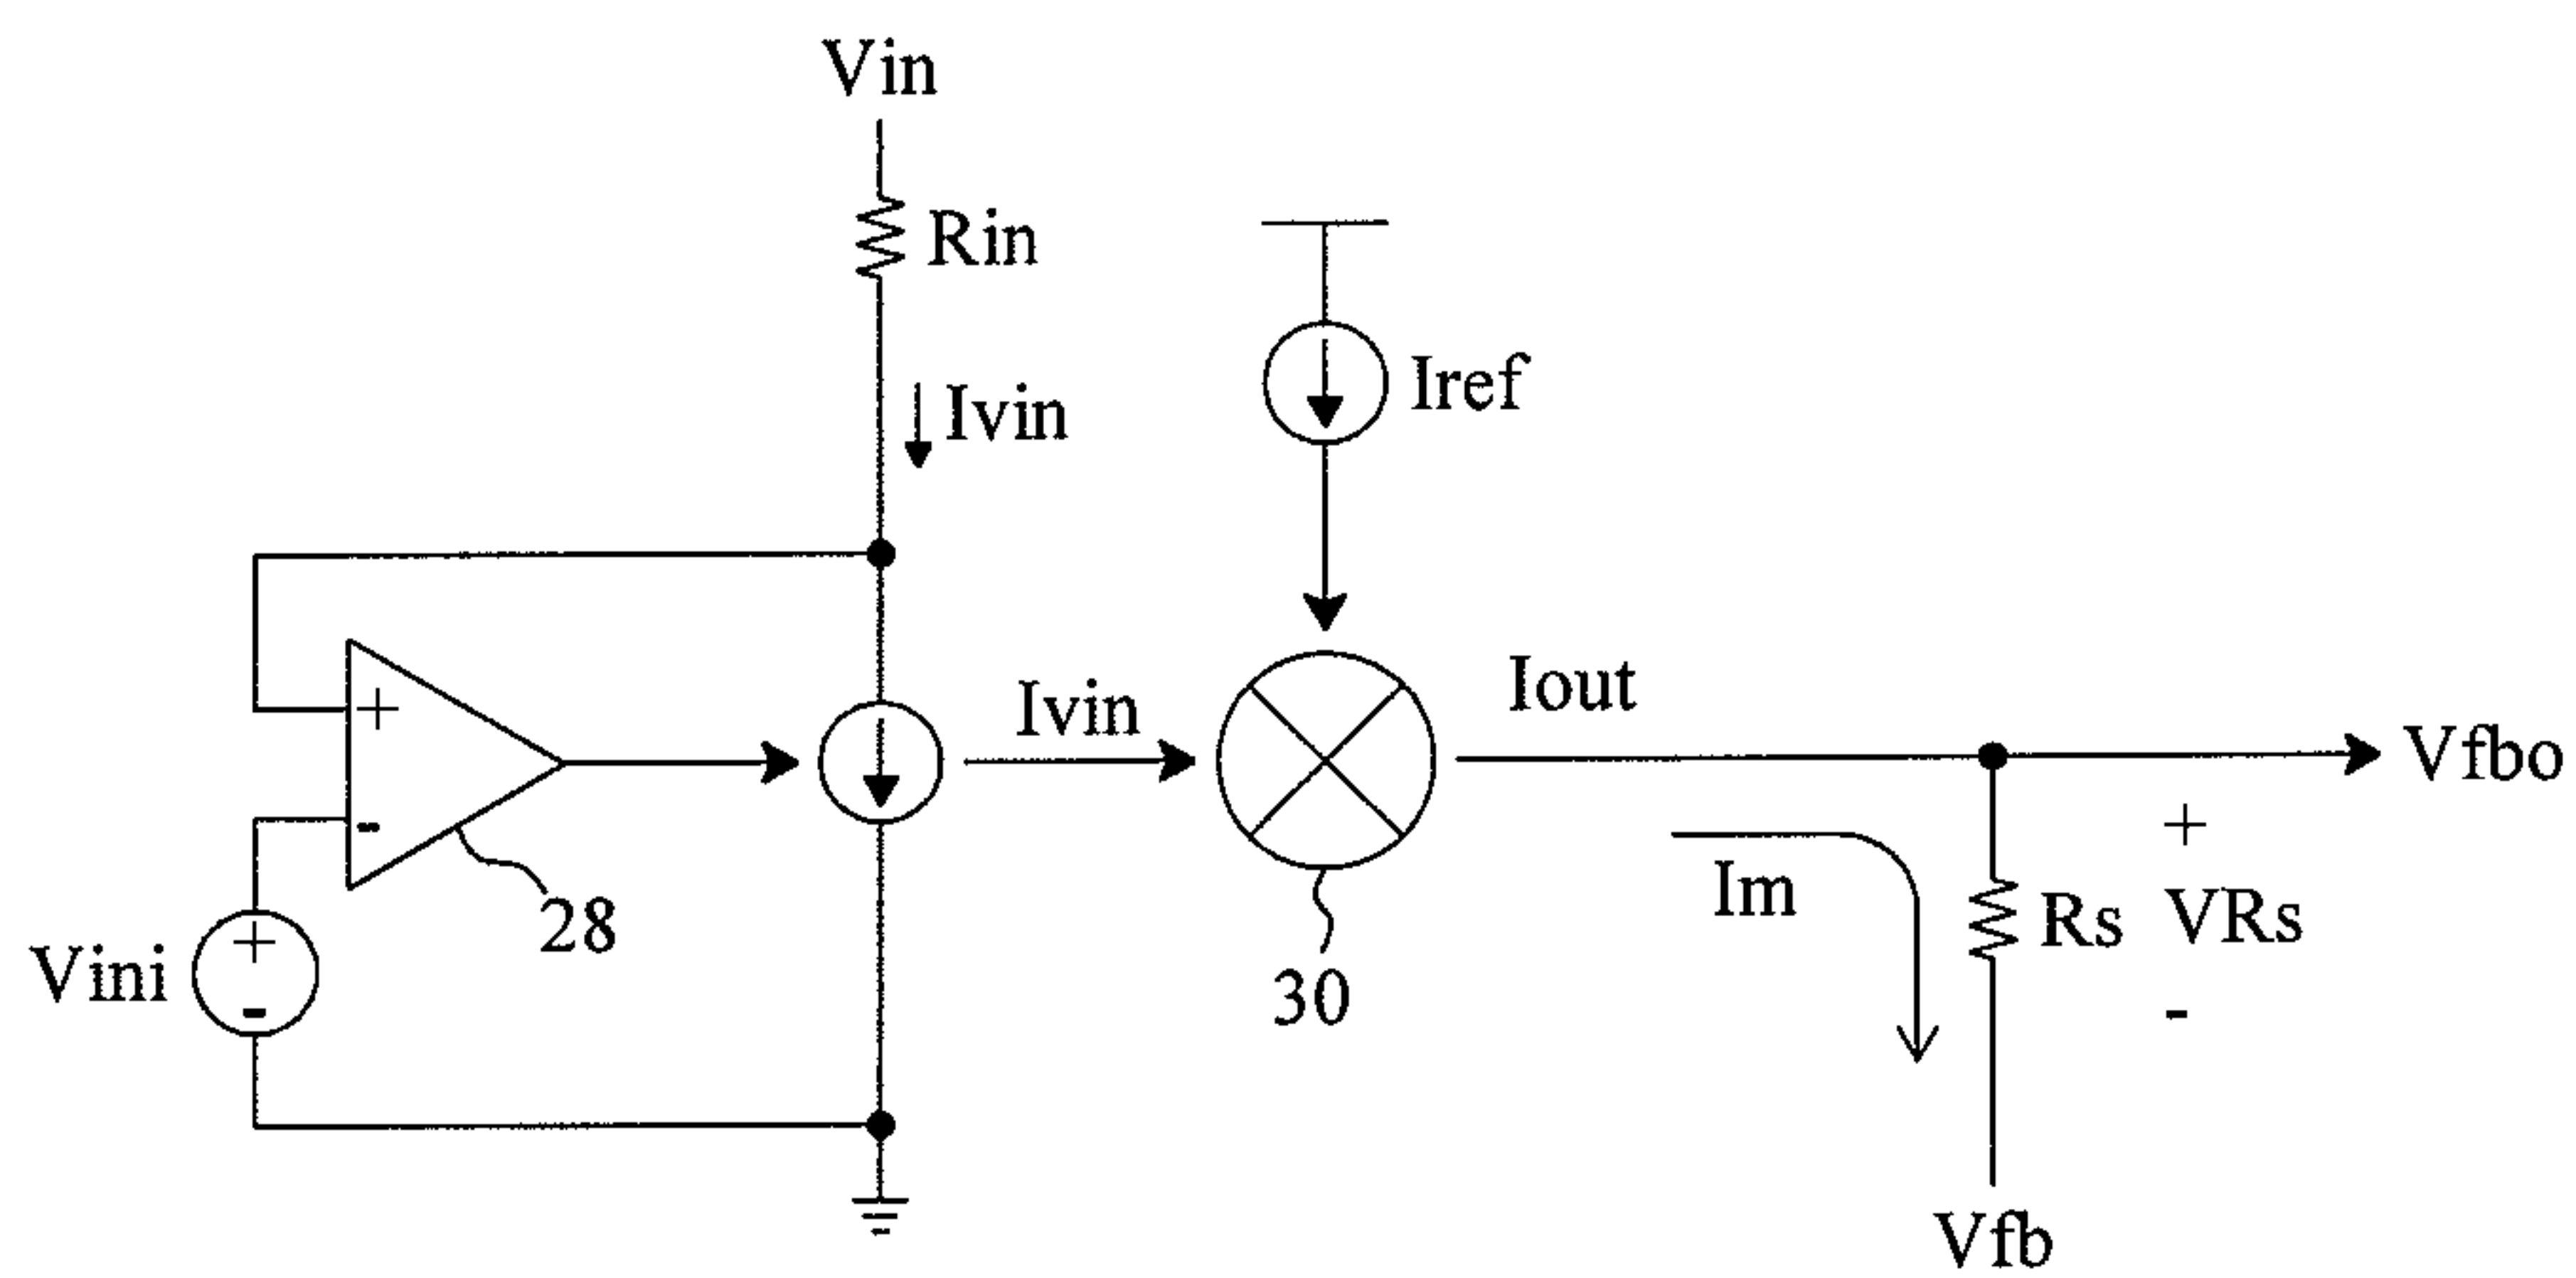 Vin
Rin
Iref
Ivin
Iout
Ivin
Vfbo
+
+
-
+
Im
Rs
VRs
28
Vini
+
-
30
-
Vfb